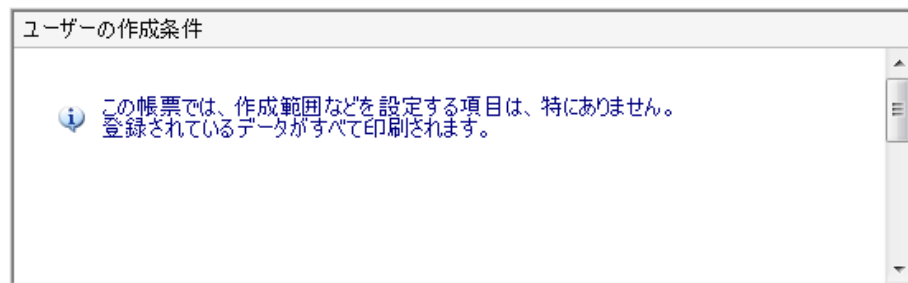 ユーザーの作成条件
この帳票では、作成範囲などを設定する項目は、特にありません。
登録されているデータがすべて印刷されます。